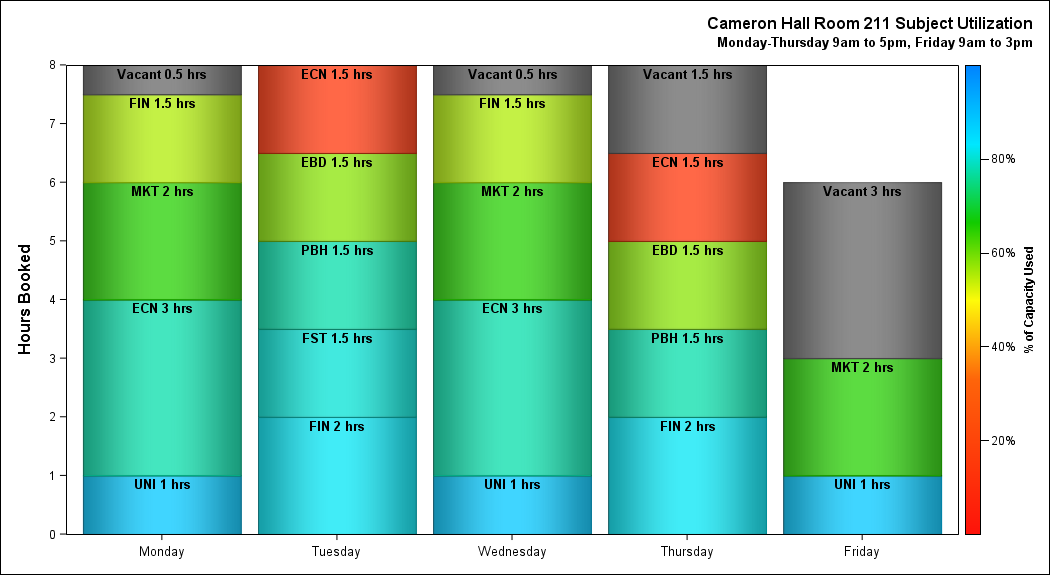 Cameron Hall Room 211 Subject Utilization
Monday-Thursday 9am to 5pm, Friday 9am to 3pm
Hours Booked
8
7
6
5
4
3
2
1
0
Vacant 0.5 hrs
FIN 1.5 hrs
MKT 2 hrs
ECN 3 hrs
UNI 1 hrs
ECN 1.5 hrs
EBD 1.5 hrs
PBH 1.5 hrs
FST 1.5 hrs
FIN 2 hrs
Vacant 0.5 hrs
FIN 1.5 hrs
MKT 2 hrs
ECN 3 hrs
UNI 1 hrs
Vacant 1.5 hrs
ECN 1.5 hrs
EBD 1.5 hrs
PBH 1.5 hrs
FIN 2 hrs
Vacant 3 hrs
MKT 2 hrs
UNI 1 hrs
Monday
Tuesday
Wednesday
Thursday
Friday
80%
60%
40%
20%
% of Capacity Used